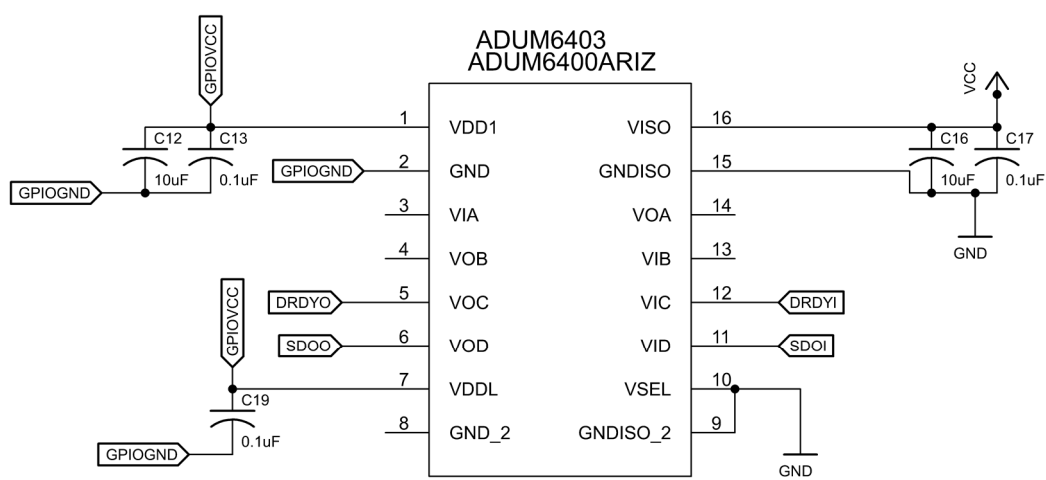 ADUM6403
ADUM6400ARIZ
GPIOVCC
VCC
C12
C13
10uF
0.1uF
GPIOGND
1
VDD1
VISO
16
C16
C17
10uF
0.1uF
GND
GPIOGND
2
GND
GNDISO
15
3
VIA
VOA
14
4
VOB
VIB
13
DRDYO
5
VOC
VIC
12
DRDYI
SDOO
6
VOD
VID
11
SDOI
GPIOVCC
7
VDDL
VSEL
10
C19
0.1uF
GPIOGND
8
GND_2
GNDISO_2
9
GND